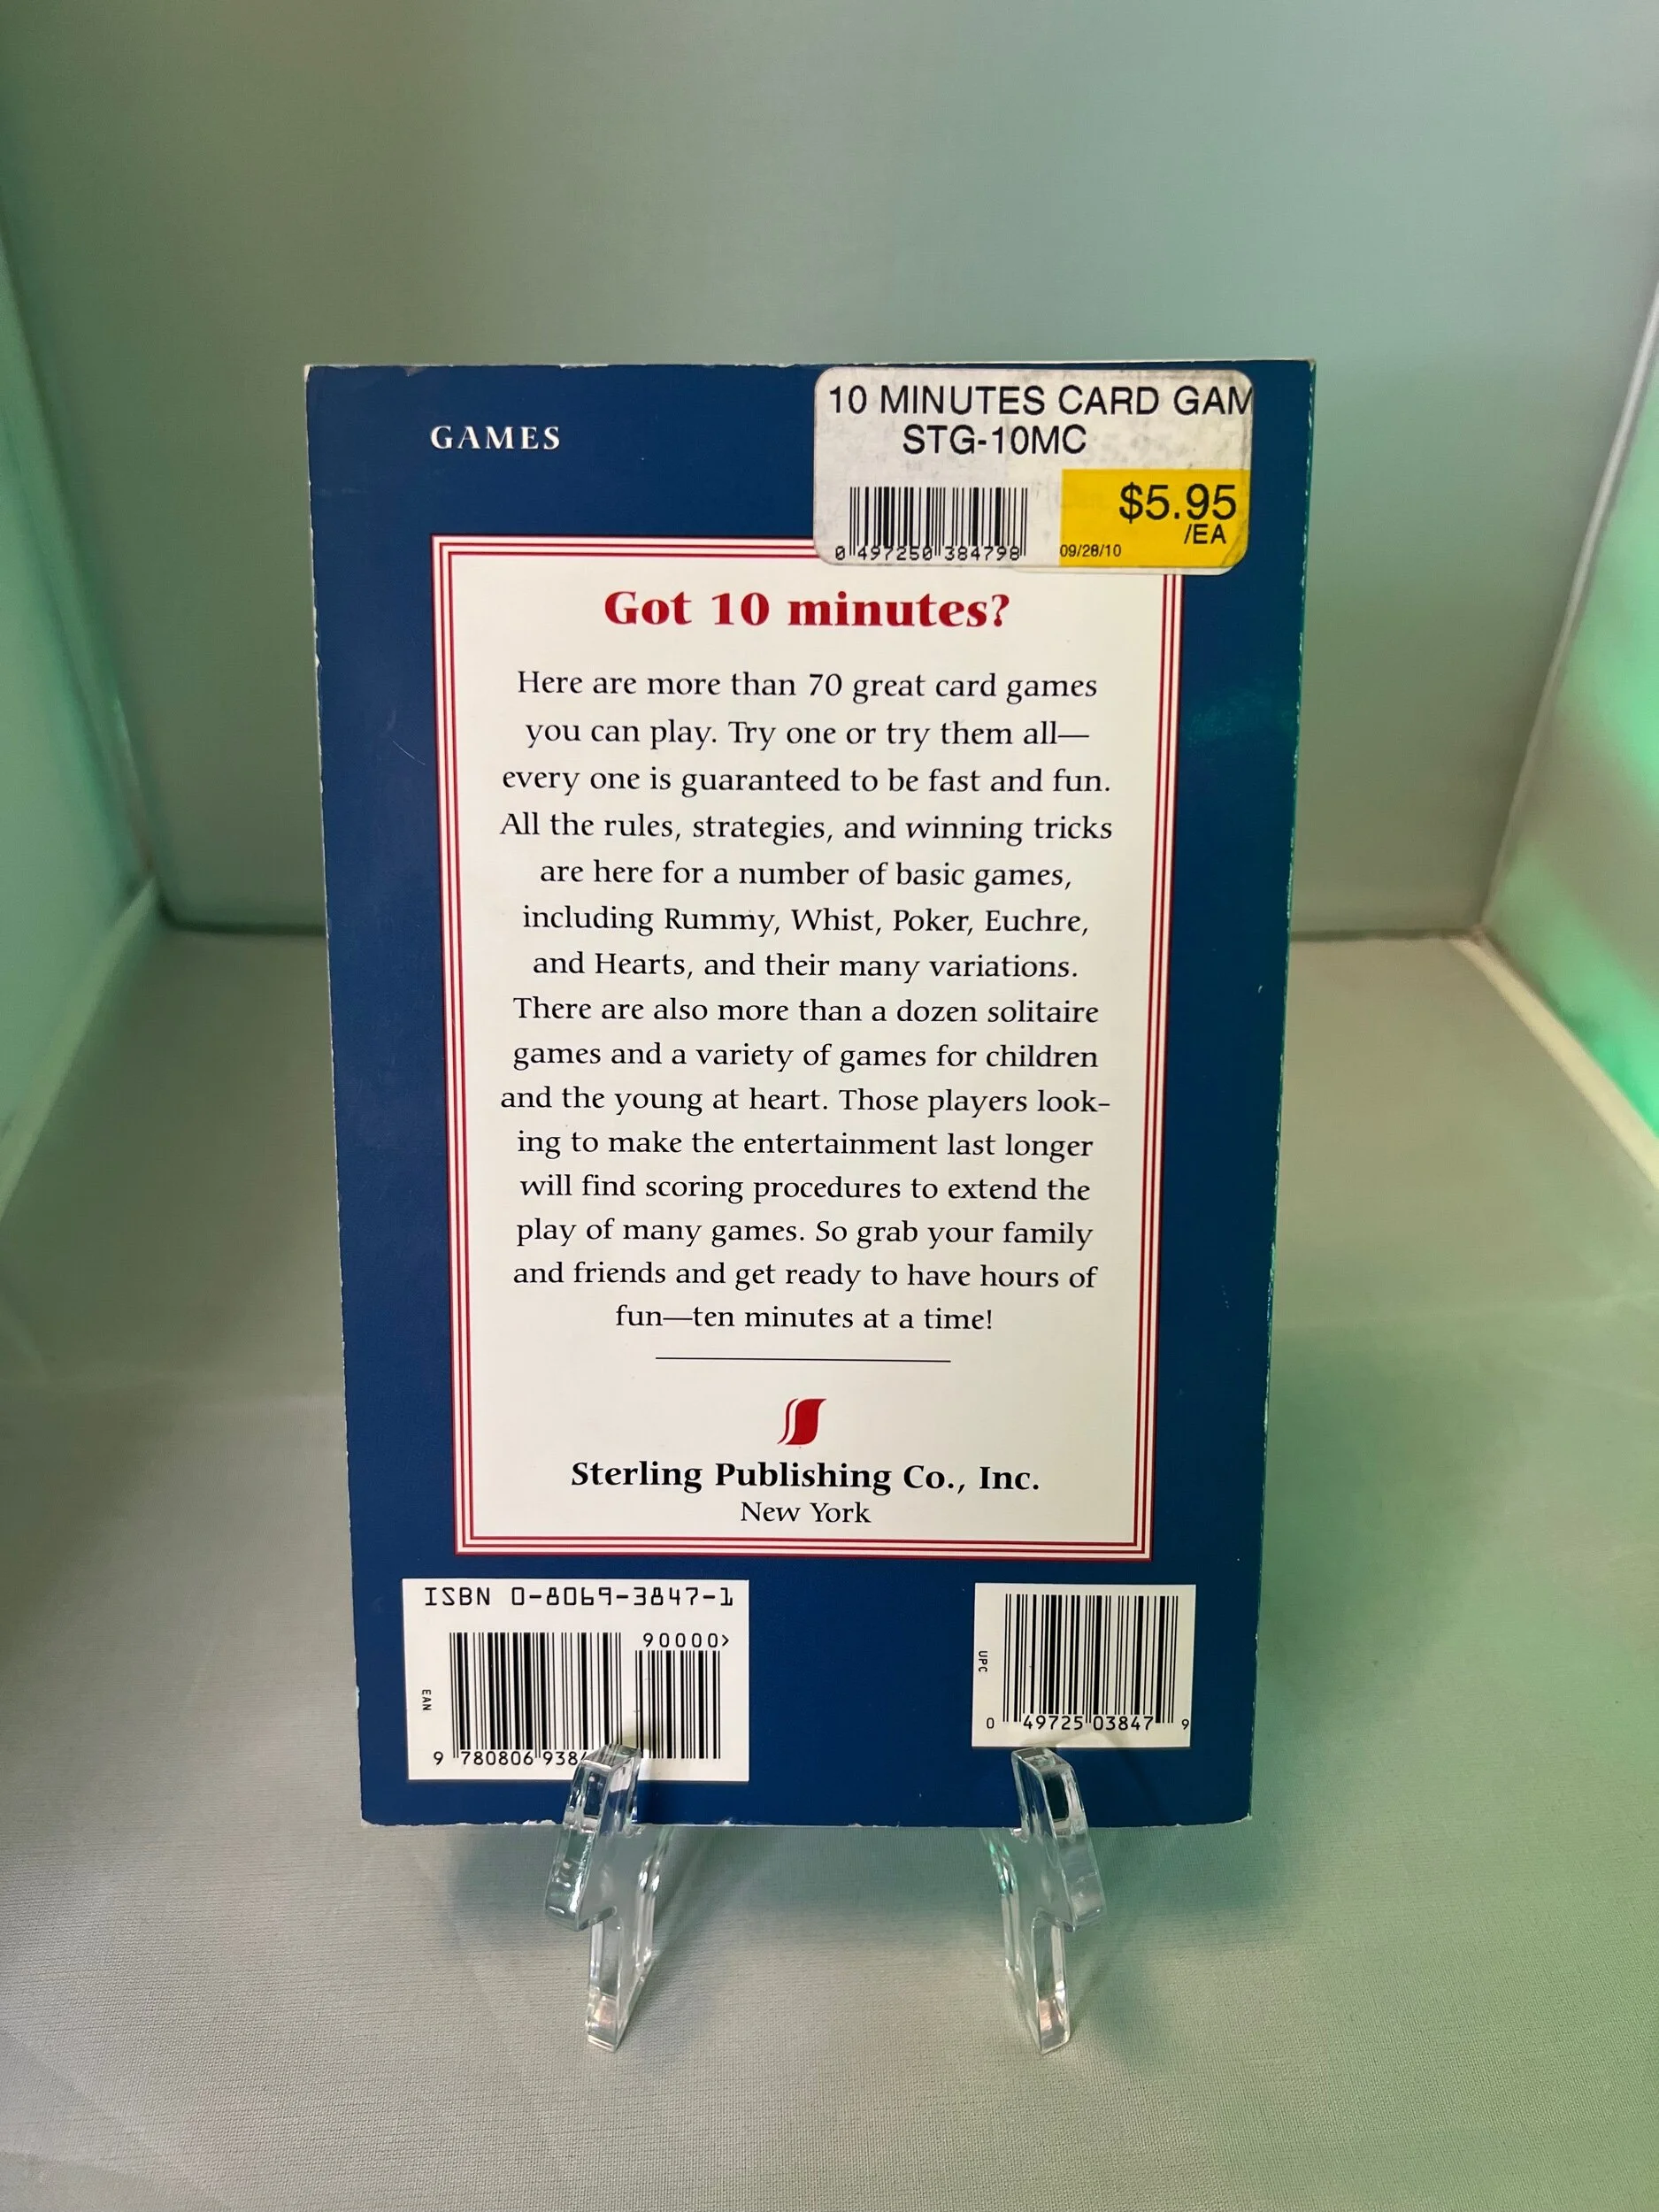 GAMES
10 MINUTES CARD GAM
STG-10MC
$5.95
/EA
0 497250 384798
09/28/10
Got 10 minutes?
Here are more than 70 great card games
you can play. Try one or try them all—
every one is guaranteed to be fast and fun.
All the rules, strategies, and winning tricks
are here for a number of basic games,
including Rummy, Whist, Poker, Euchre,
and Hearts, and their many variations.
There are also more than a dozen solitaire
games and a variety of games for children
and the young at heart. Those players look-
ing to make the entertainment last longer
will find scoring procedures to extend the
play of many games. So grab your family
and friends and get ready to have hours of
fun—ten minutes at a time!
Sterling Publishing Co., Inc.
New York
ISBN 0-8069-3847-1
90000>
EAN
9 780806 938
UPC
0 49725 03847 9